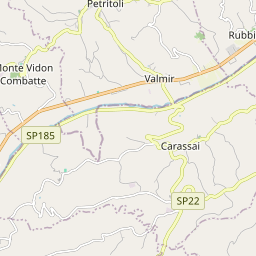 Petritoli
Rubbi
Monte Vidon
Combatte
Valmir
SP185
Carassai
SP22